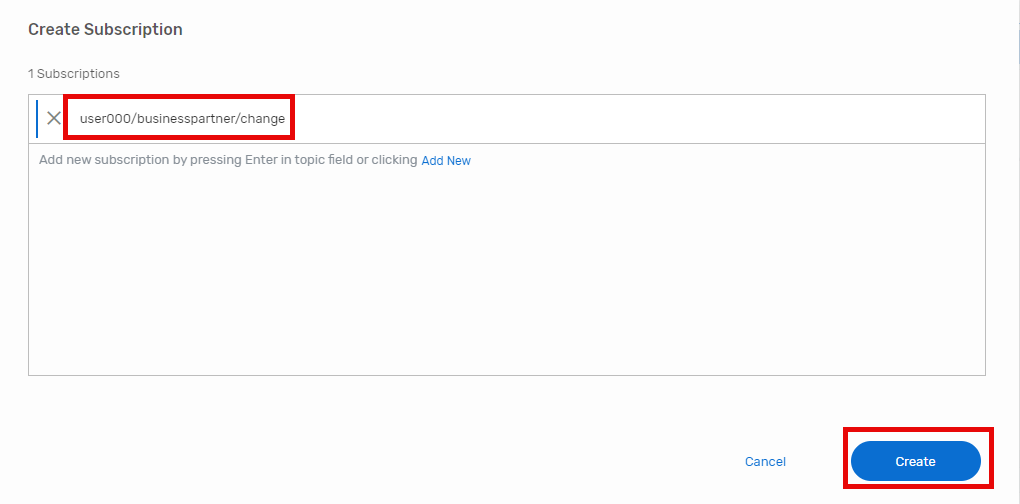 Create Subscription
1 Subscriptions
user000/businesspartner/change
Add new subscription by pressing Enter in topic field or clicking Add New
Cancel
Create